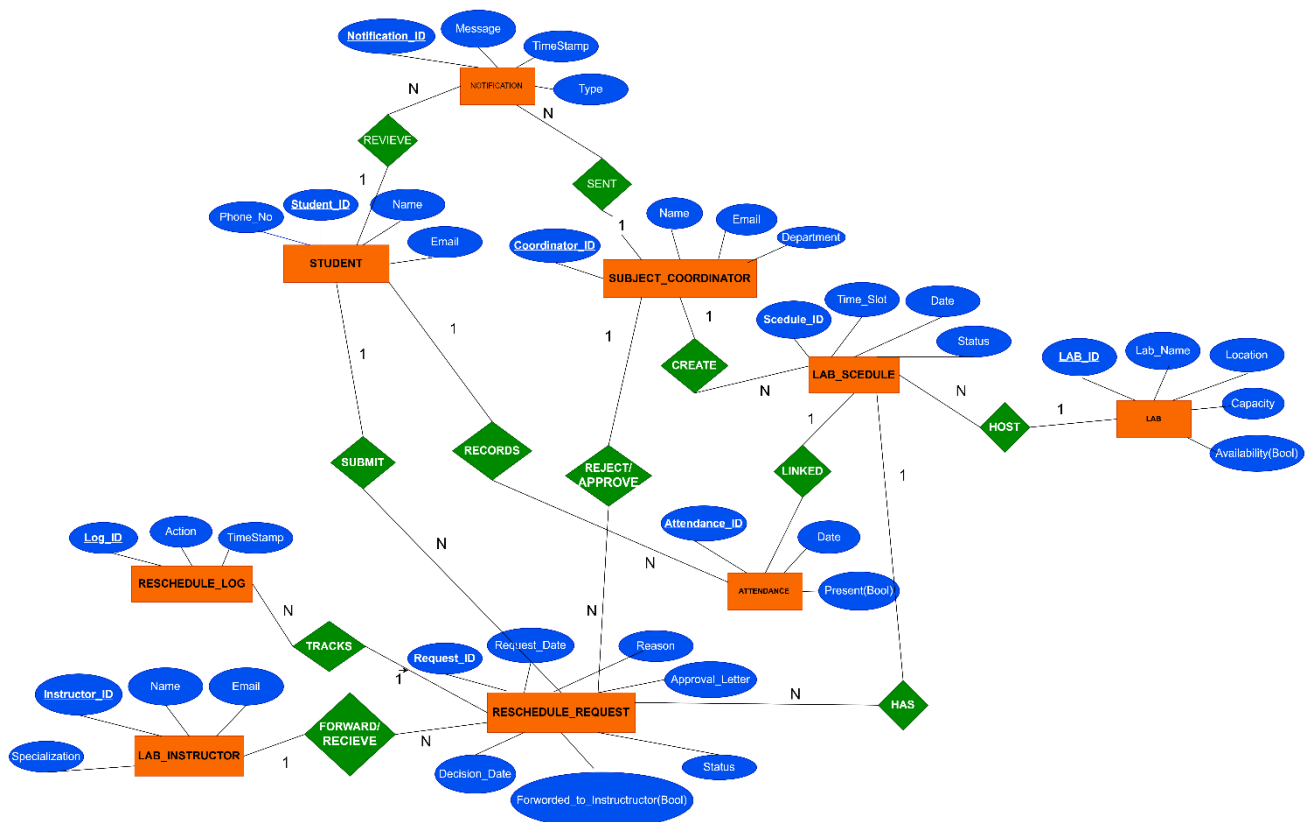 Notification_ID
Message
TimeStamp
NOTIFICATION
Type
N
N
REVIEVE
SENT
1
1
Student_ID
Name
Phone_No
Email
STUDENT
Name
Email
Coordinator_ID
Department
SUBJECT_COORDINATOR
1
1
1
1
CREATE
N
Scedule_ID
Time_Slot
Date
Status
LAB_SCEDULE
N
HOST
1
LAB_ID
Lab_Name
Location
Capacity
LAB
Availability(Bool)
SUBMIT
RECORDS
REJECT/
APPROVE
1
LINKED
1
Attendance_ID
Date
ATTENDANCE
Present(Bool)
N
N
N
Log_ID
Action
TimeStamp
RESCHEDULE_LOG
N
TRACKS
1
Request_ID
Request_Date
Reason
Approval_Letter
RESCHEDULE_REQUEST
N
HAS
Instructor_ID
Name
Email
Specialization
LAB_INSTRUCTOR
1
FORWARD/
RECIEVE
N
Decision_Date
Forworded_to_Instructructor(Bool)
Status